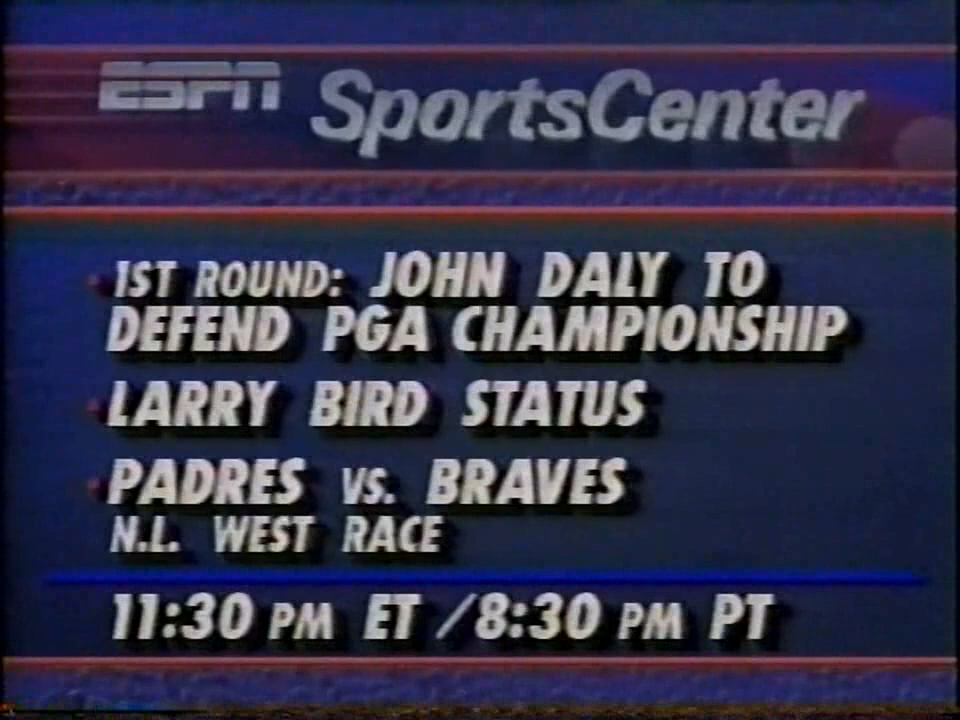 ESPN SportsCenter
• 1ST ROUND: JOHN DALY TO
DEFEND PGA CHAMPIONSHIP
• LARRY BIRD STATUS
• PADRES VS. BRAVES
N.L. WEST RACE
11:30 PM ET / 8:30 PM PT